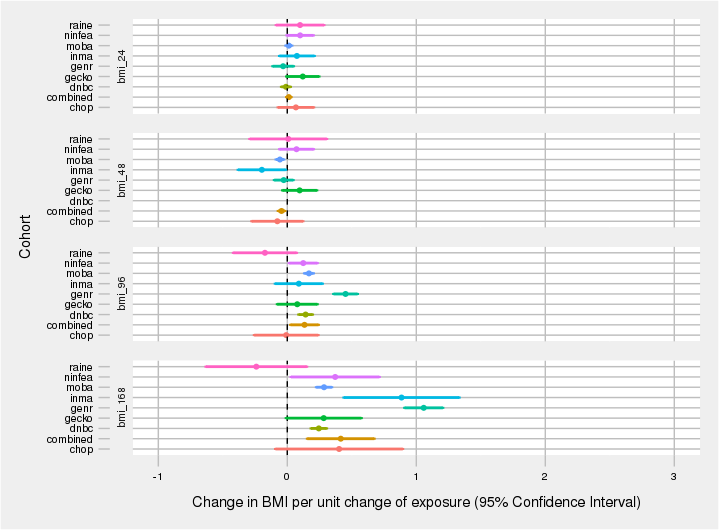 raine
ninfea
moba
inma
genr
gecko
dnbc
combined
chop
bmi_24
raine
ninfea
moba
inma
genr
gecko
dnbc
combined
chop
bmi_48
raine
ninfea
moba
inma
genr
gecko
dnbc
combined
chop
bmi_96
raine
ninfea
moba
inma
genr
gecko
dnbc
combined
chop
bmi_168
Cohort
-1 0 1 2 3
Change in BMI per unit change of exposure (95% Confidence Interval)